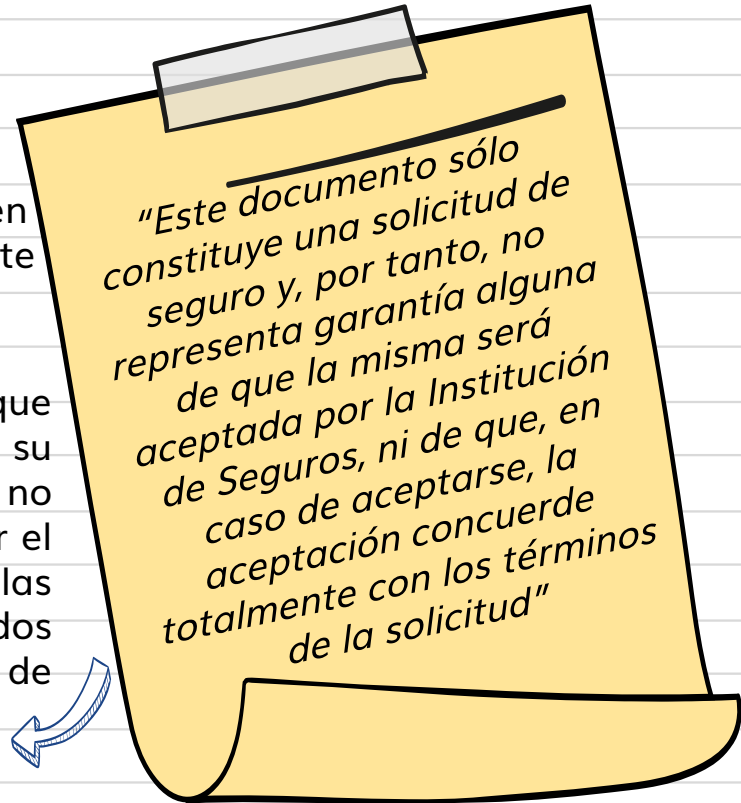 en
te
que
su
no
r el
las
dos
de
“Este documento sólo
constituye una solicitud de
seguro y, por tanto, no
representa garantía alguna
de que la misma será
aceptada por la Institución
de Seguros, ni de que, en
caso de aceptarse, la
aceptación concuerde
totalmente con los términos
de la solicitud”